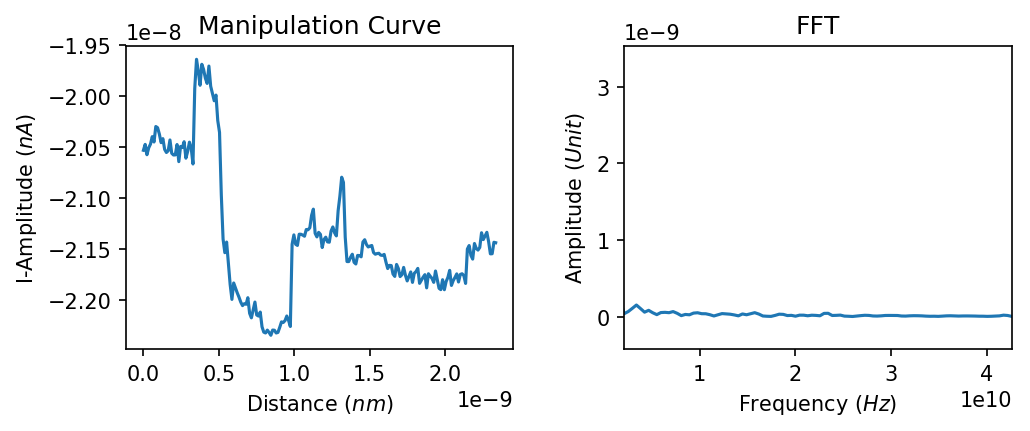 Manipulation Curve
1e−8
−1.95
−2.00
−2.05
−2.10
−2.15
−2.20
I-Amplitude (nA)
0.0 0.5 1.0 1.5 2.0
1e−9
Distance (nm)
FFT
1e−9
3
2
1
0
Amplitude (Unit)
1 2 3 4
1e10
Frequency (Hz)